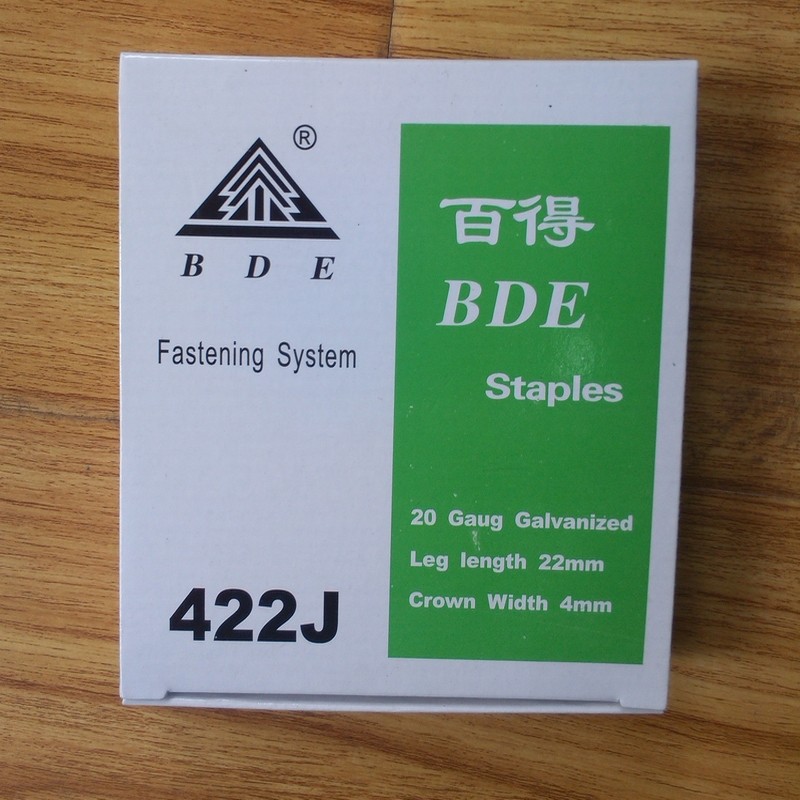 ®
B D E
Fastening System
422J
百得
BDE
Staples
20 Gaug Galvanized
Leg length 22mm
Crown Width 4mm